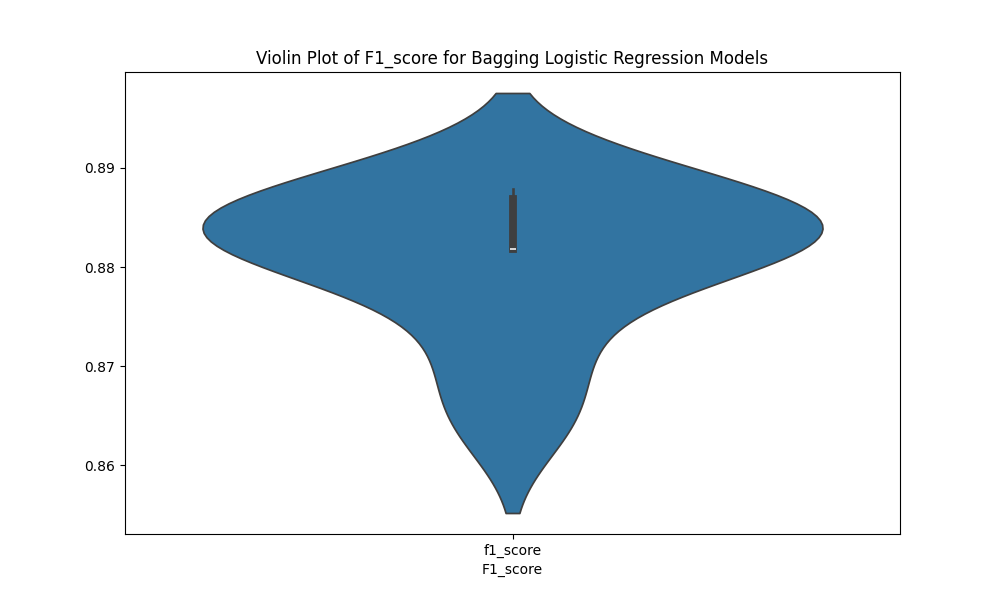 Violin Plot of F1_score for Bagging Logistic Regression Models
0.89
0.88
0.87
0.86
f1_score
F1_score